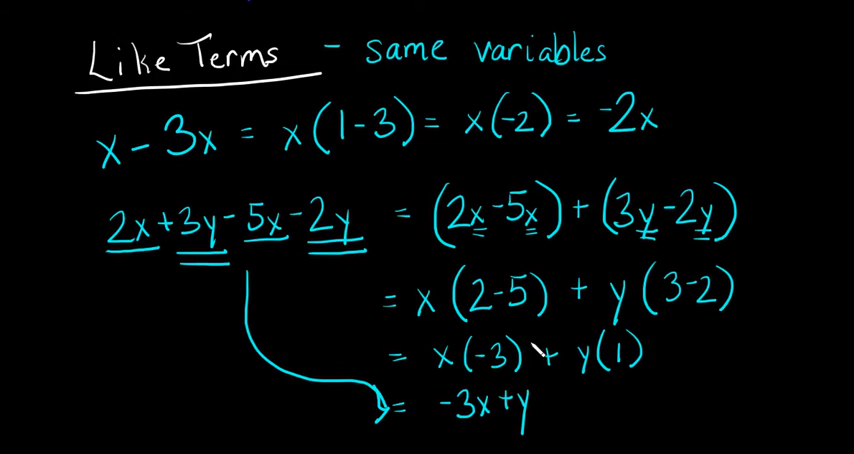 Like Terms - same variables
x - 3x = x(1-3) = x(-2) = -2x
2x + 3y - 5x - 2y = (2x - 5x) + (3y - 2y)
= x(2-5) + y(3-2)
= x(-3) + y(1)
= -3x + y